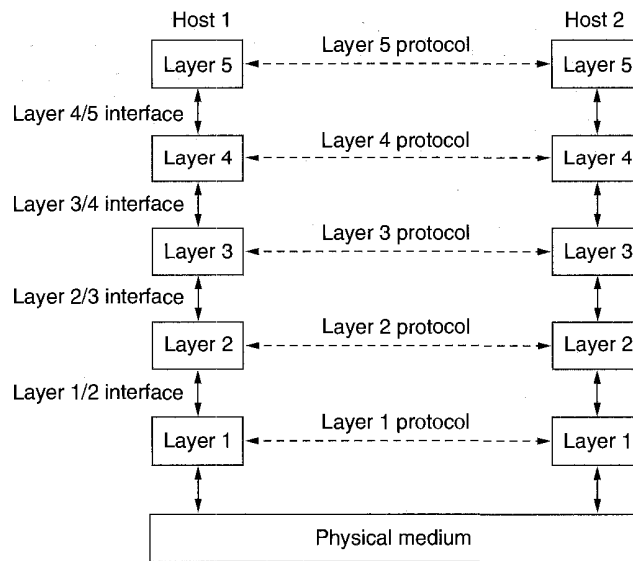 Host 1
Host 2
Layer 5 protocol
Layer 5
Layer 5
Layer 4/5 interface
Layer 4 protocol
Layer 4
Layer 4
Layer 3/4 interface
Layer 3 protocol
Layer 3
Layer 3
Layer 2/3 interface
Layer 2 protocol
Layer 2
Layer 2
Layer 1/2 interface
Layer 1 protocol
Layer 1
Layer 1
Physical medium